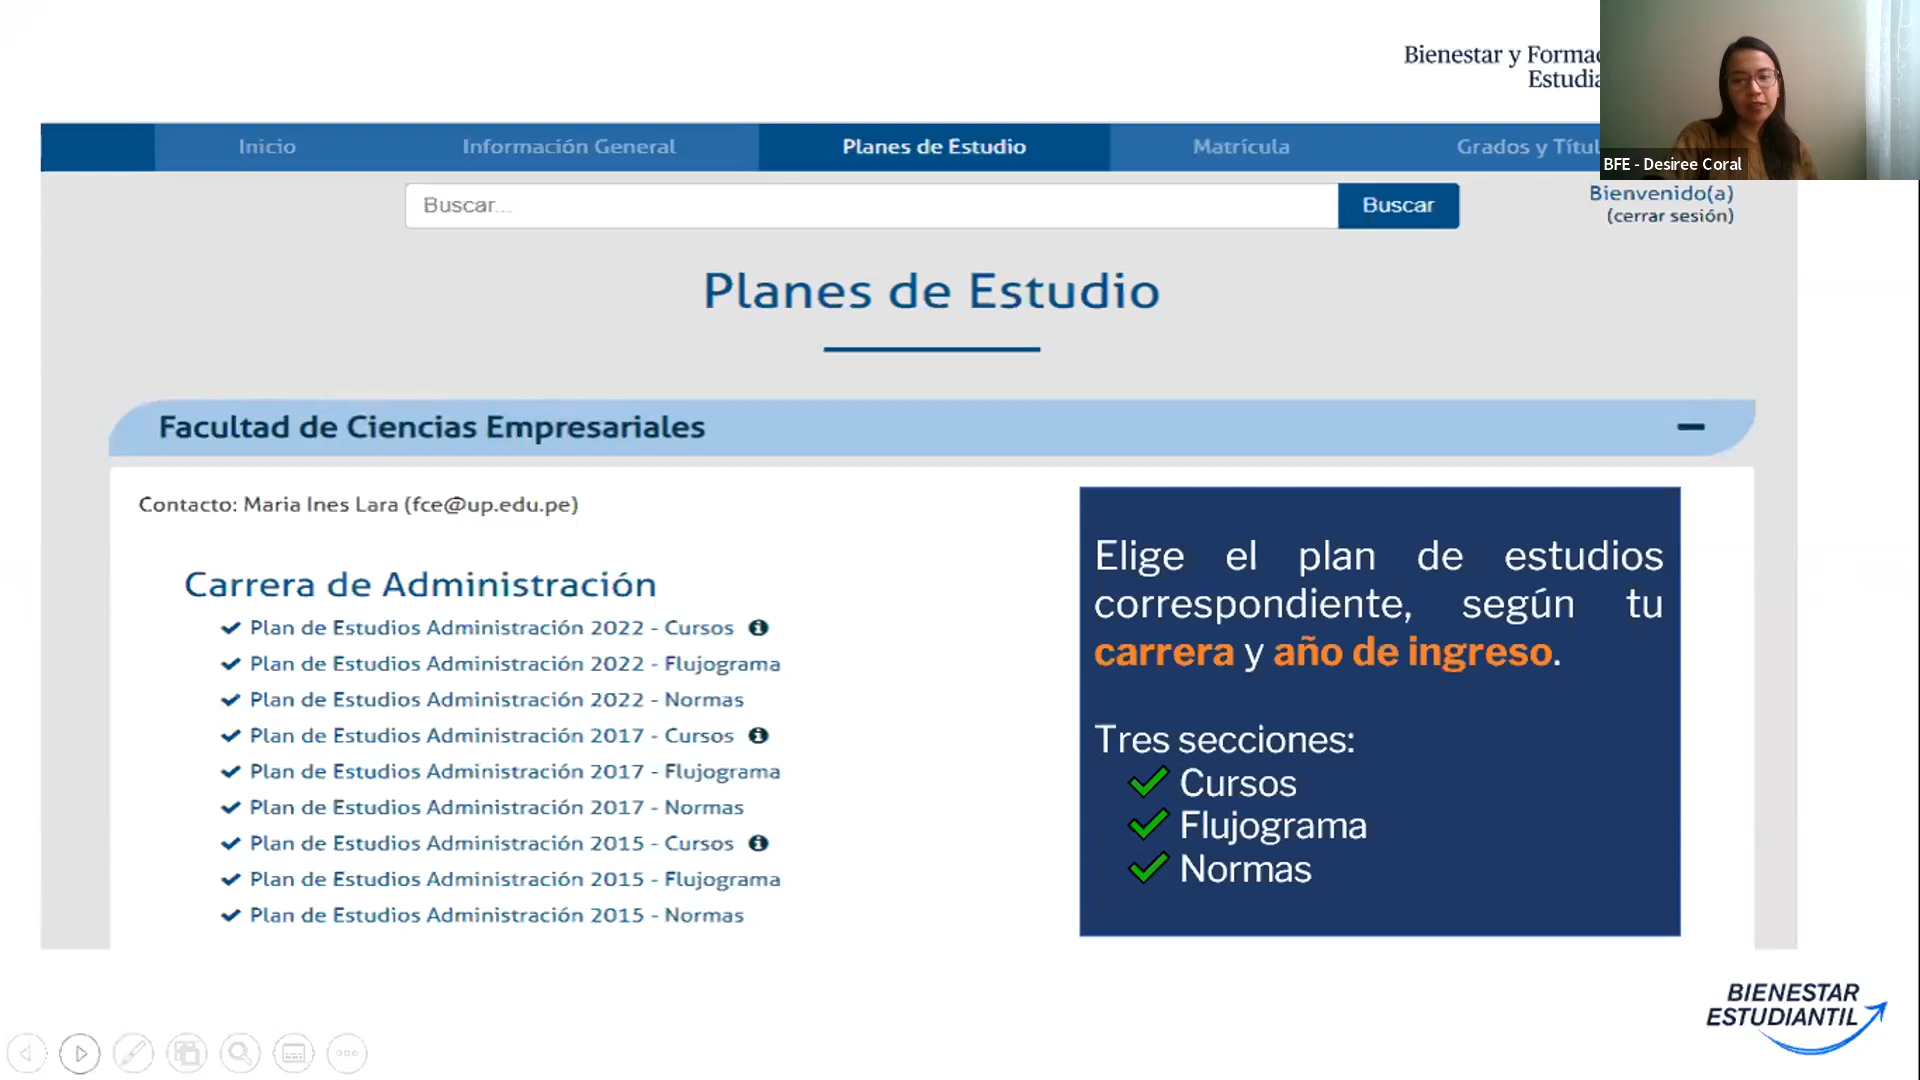 Bienestar y Formac
Estudia
Inicio
Información General
Planes de Estudio
Matrícula
Grados y Títul
BFE - Desiree Coral
Buscar...
Buscar
Bienvenido(a)
(cerrar sesión)
Planes de Estudio
Facultad de Ciencias Empresariales
Contacto: Maria Ines Lara (fce@up.edu.pe)
Carrera de Administración
Plan de Estudios Administración 2022 - Cursos
Plan de Estudios Administración 2022 - Flujograma
Plan de Estudios Administración 2022 - Normas
Plan de Estudios Administración 2017 - Cursos
Plan de Estudios Administración 2017 - Flujograma
Plan de Estudios Administración 2017 - Normas
Plan de Estudios Administración 2015 - Cursos
Plan de Estudios Administración 2015 - Flujograma
Plan de Estudios Administración 2015 - Normas
Elige el plan de estudios
correspondiente, según tu
carrera y año de ingreso.
Tres secciones:
Cursos
Flujograma
Normas
BIENESTAR
ESTUDIANTIL